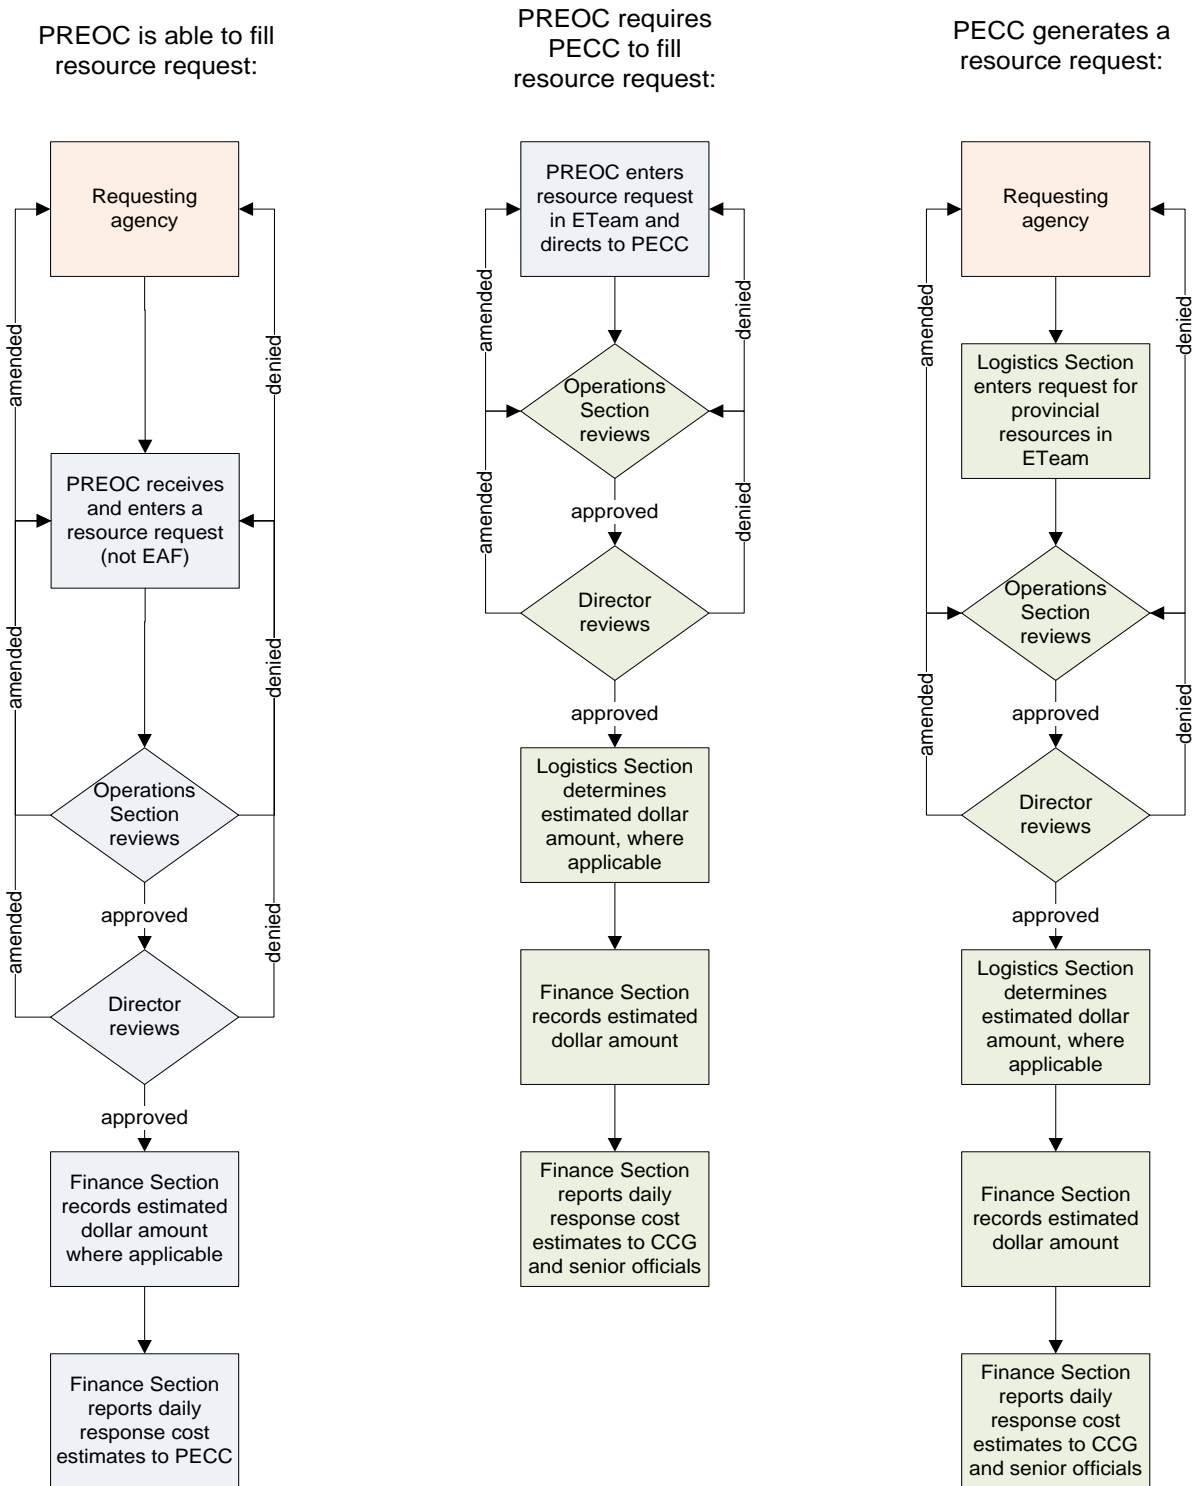 PREOC is able to fill
resource request:
Requesting
agency
amended
denied
PREOC receives
and enters a
resource request
(not EAF)
amended
denied
Operations
Section
reviews
approved
amended
denied
Director
reviews
approved
Finance Section
records estimated
dollar amount
where applicable
Finance Section
reports daily
response cost
estimates to PECC
PREOC requires
PECC to fill
resource request:
PREOC enters
resource request
in ETeam and
directs to PECC
amended
denied
Operations
Section
reviews
approved
amended
denied
Director
reviews
approved
Logistics Section
determines
estimated dollar
amount, where
applicable
Finance Section
records estimated
dollar amount
Finance Section
reports daily
response cost
estimates to CCG
and senior officials
PECC generates a
resource request:
Requesting
agency
amended
denied
Logistics Section
enters request for
provincial
resources in
ETeam
Operations
Section
reviews
approved
amended
denied
Director
reviews
approved
Logistics Section
determines
estimated dollar
amount, where
applicable
Finance Section
records estimated
dollar amount
Finance Section
reports daily
response cost
estimates to CCG
and senior officials